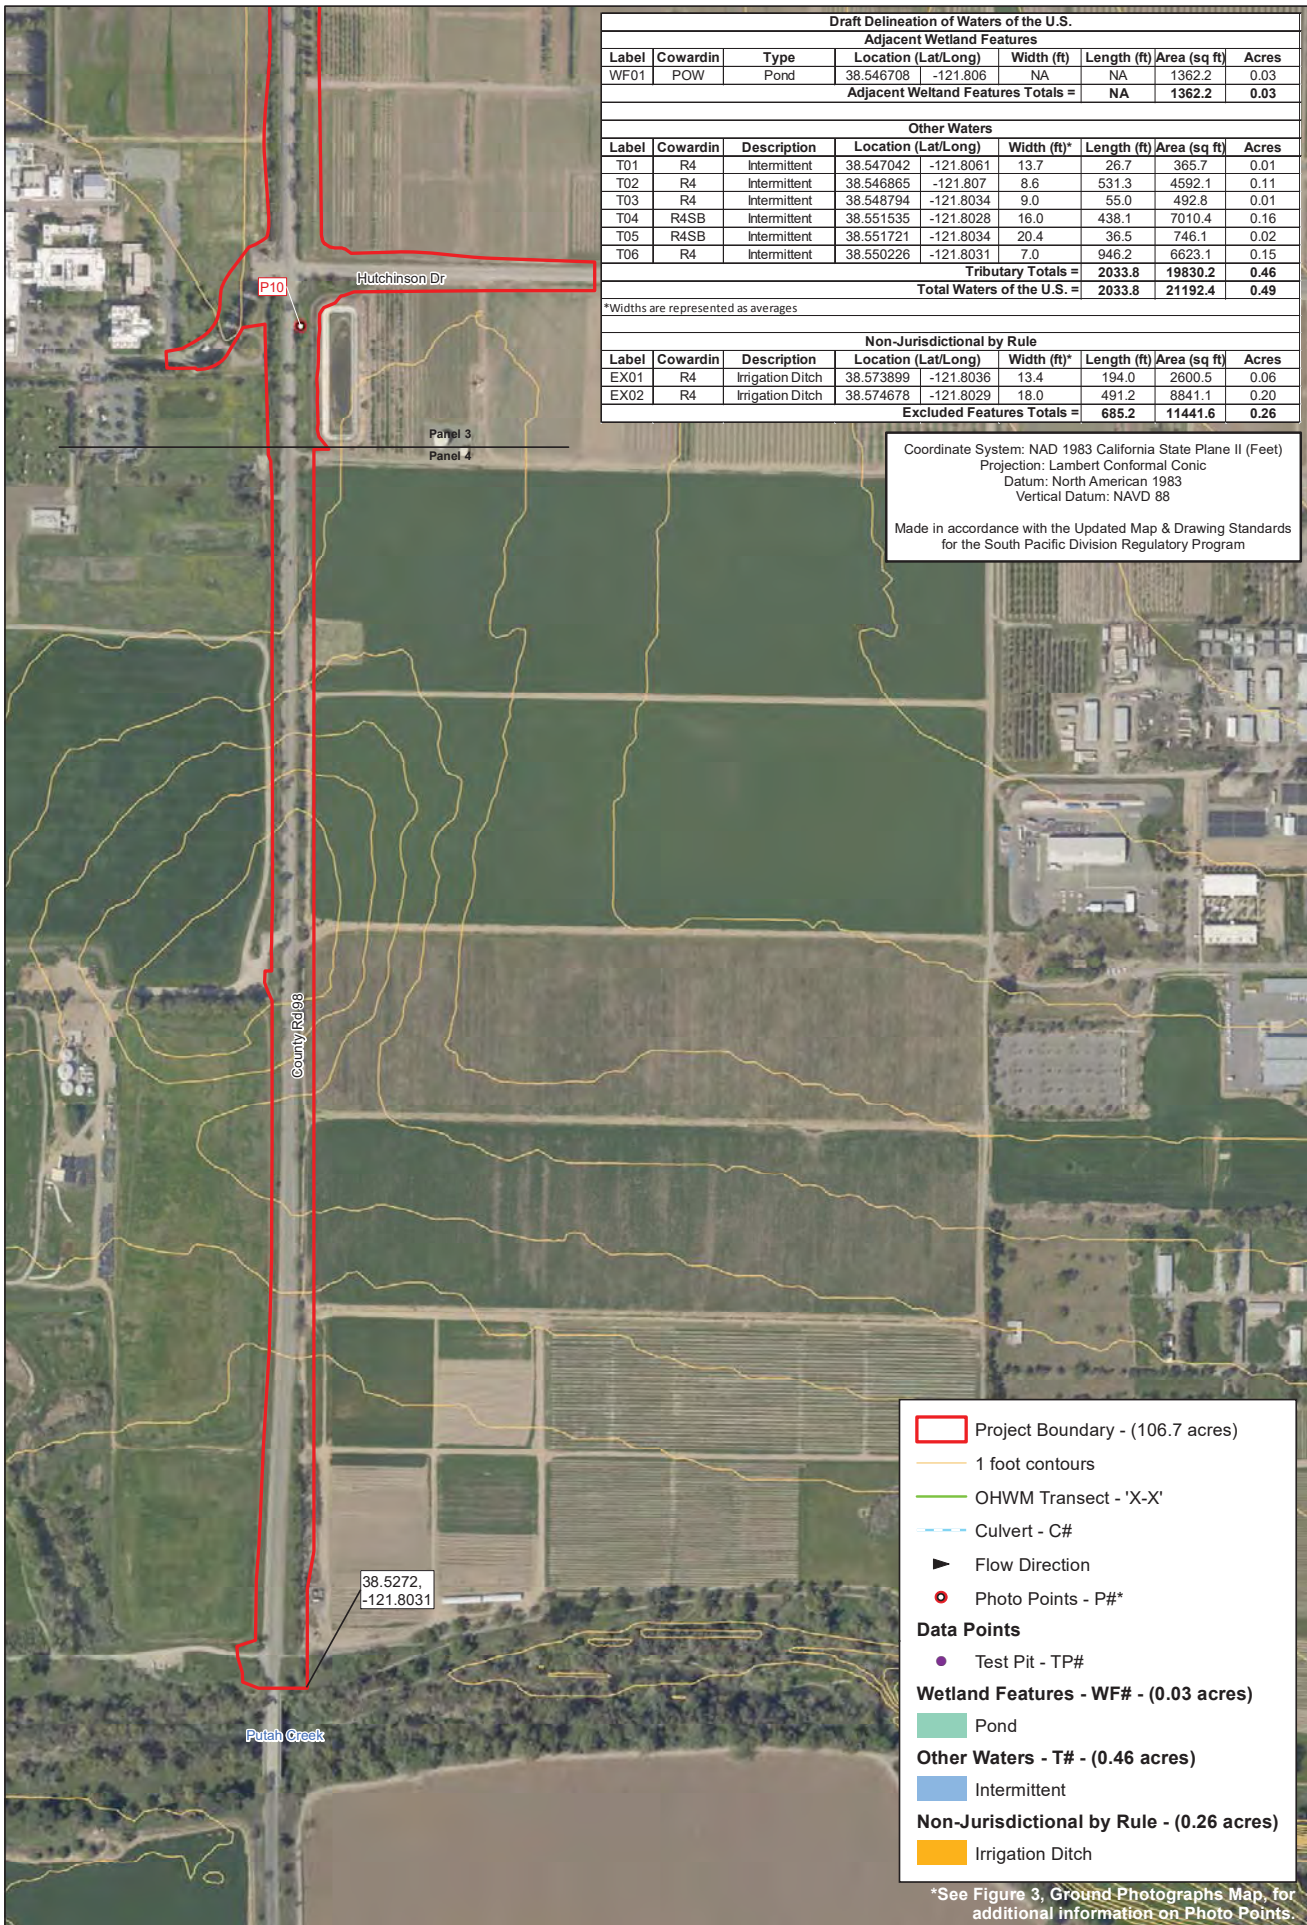 Draft Delineation of Waters of the U.S.
Adjacent Wetland Features
Label Cowardin Type Location (Lat/Long) Width (ft) Length (ft) Area (sq ft) Acres
WF01 POW Pond 38.546708 -121.806 NA NA 1362.2 0.03
Adjacent Weltand Features Totals = NA 1362.2 0.03
Other Waters
Label Cowardin Description Location (Lat/Long) Width (ft)* Length (ft) Area (sq ft) Acres
T01 R4 Intermittent 38.547042 -121.8061 13.7 26.7 365.7 0.01
T02 R4 Intermittent 38.546865 -121.807 8.6 531.3 4592.1 0.11
T03 R4 Intermittent 38.548794 -121.8034 9.0 55.0 492.8 0.01
T04 R4SB Intermittent 38.551535 -121.8028 16.0 438.1 7010.4 0.16
T05 R4SB Intermittent 38.551721 -121.8034 20.4 36.5 746.1 0.02
T06 R4 Intermittent 38.550226 -121.8031 7.0 946.2 6623.1 0.15
Tributary Totals = 2033.8 19830.2 0.46
Total Waters of the U.S. = 2033.8 21192.4 0.49
*Widths are represented as averages
Non-Jurisdictional by Rule
Label Cowardin Description Location (Lat/Long) Width (ft)* Length (ft) Area (sq ft) Acres
EX01 R4 Irrigation Ditch 38.573899 -121.8036 13.4 194.0 2600.5 0.06
EX02 R4 Irrigation Ditch 38.574678 -121.8029 18.0 491.2 8841.1 0.20
Excluded Features Totals = 685.2 11441.6 0.26
Coordinate System: NAD 1983 California State Plane II (Feet)
Projection: Lambert Conformal Conic
Datum: North American 1983
Vertical Datum: NAVD 88
Made in accordance with the Updated Map & Drawing Standards
for the South Pacific Division Regulatory Program
Hutchinson Dr
P10
Panel 3
Panel 4
County Rd 98
38.5272,
-121.8031
Putah Creek
Project Boundary - (106.7 acres)
1 foot contours
OHWM Transect - 'X-X'
Culvert - C#
Flow Direction
Photo Points - P#*
Data Points
Test Pit - TP#
Wetland Features - WF# - (0.03 acres)
Pond
Other Waters - T# - (0.46 acres)
Intermittent
Non-Jurisdictional by Rule - (0.26 acres)
Irrigation Ditch
*See Figure 3, Ground Photographs Map, for
additional information on Photo Points.